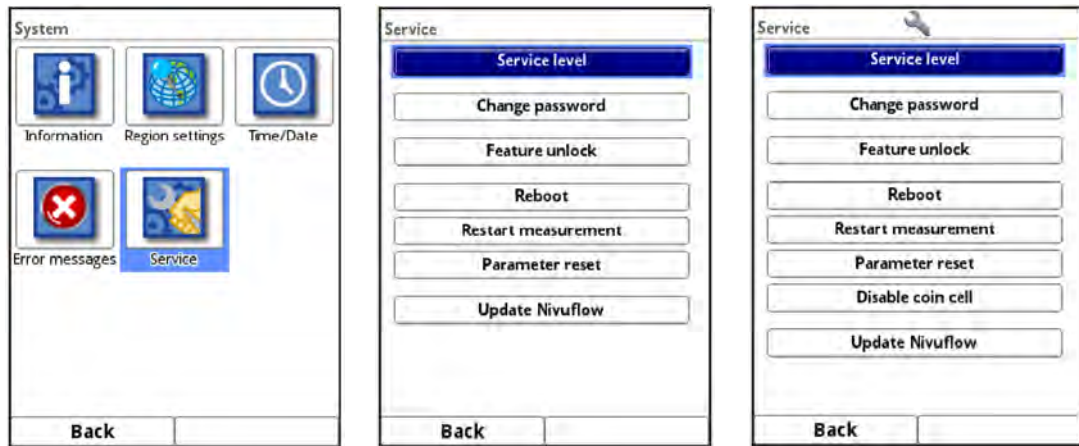 System
Information Region settings Time/Date
Error messages Service
Back
Service
Service level
Change password
Feature unlock
Reboot
Restart measurement
Parameter reset
Update Nivuflow
Back
Service
Service level
Change password
Feature unlock
Reboot
Restart measurement
Parameter reset
Disable coin cell
Update Nivuflow
Back